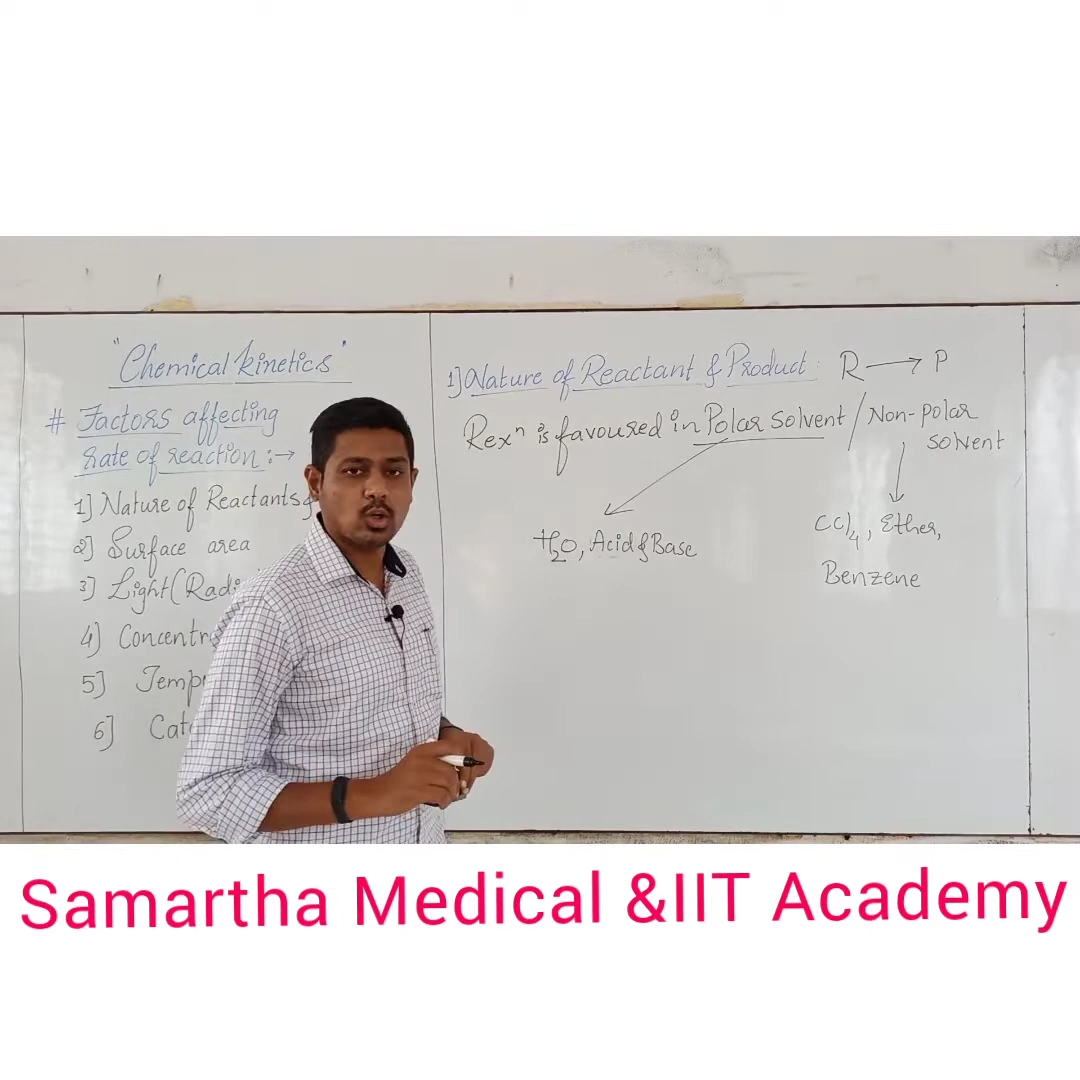 "Chemical kinetics"
# Factors affecting
rate of reaction :→
1] Nature of Reactants &
2] Surface area
3] Light (Radi
4) Concentr
5] Temp
6] Cat
1] Nature of Reactant & Product : R → P
Rexⁿ is favoured in Polar solvent / Non-polar
solvent
H₂O, Acid & Base
CCl₄, Ether,
Benzene
Samartha Medical &IIT Academy